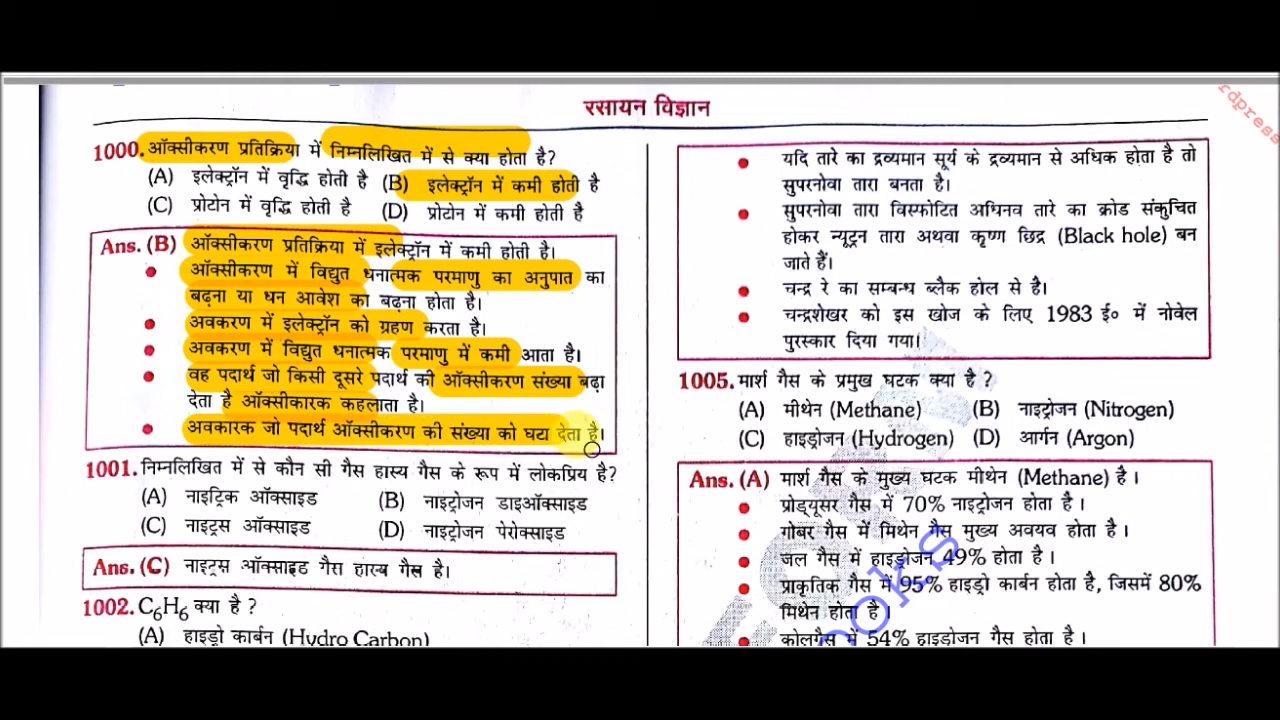 रसायन विज्ञान
1000. ऑक्सीकरण प्रतिक्रिया में निम्नलिखित में से क्या होता है?
(A) इलेक्ट्रॉन में वृद्धि होती है (B) इलेक्ट्रॉन में कमी होती है
(C) प्रोटोन में वृद्धि होती है (D) प्रोटोन में कमी होती है
Ans. (B) ऑक्सीकरण प्रतिक्रिया में इलेक्ट्रॉन में कमी होती है।
● ऑक्सीकरण में विद्युत धनात्मक परमाणु का अनुपात का
बढ़ना या धन आवेश का बढ़ना होता है।
● अवकरण में इलेक्ट्रॉन को ग्रहण करता है।
● अवकरण में विद्युत धनात्मक परमाणु में कमी आता है।
● वह पदार्थ जो किसी दूसरे पदार्थ की ऑक्सीकरण संख्या बढ़ा
देता है ऑक्सीकारक कहलाता है।
● अवकारक जो पदार्थ ऑक्सीकरण की संख्या को घटा देता है।
1001. निम्नलिखित में से कौन सी गैस हास्य गैस के रूप में लोकप्रिय है?
(A) नाइट्रिक ऑक्साइड (B) नाइट्रोजन डाइऑक्साइड
(C) नाइट्रस ऑक्साइड (D) नाइट्रोजन पेरोक्साइड
Ans. (C) नाइट्रस ऑक्साइड गैस हास्य गैस है।
1002. C6H6 क्या है ?
(A) हाइड्रो कार्बन (Hydro Carbon)
● यदि तारे का द्रव्यमान सूर्य के द्रव्यमान से अधिक होता है तो
सुपरनोवा तारा बनता है।
● सुपरनोवा तारा विस्फोटित अभिनव तारे का क्रोड संकुचित
होकर न्यूट्रन तारा अथवा कृष्ण छिद्र (Black hole) बन
जाते हैं।
● चन्द्र रे का सम्बन्ध ब्लैक होल से है।
● चन्द्रशेखर को इस खोज के लिए 1983 ई० में नोवेल
पुरस्कार दिया गया।
1005. मार्श गैस के प्रमुख घटक क्या है ?
(A) मीथेन (Methane) (B) नाइट्रोजन (Nitrogen)
(C) हाइड्रोजन (Hydrogen) (D) आर्गन (Argon)
Ans. (A) मार्श गैस के मुख्य घटक मीथेन (Methane) है।
● प्रोड्यूसर गैस में 70% नाइट्रोजन होता है।
● गोबर गैस में मिथेन गैस मुख्य अवयव होता है।
● जल गैस में हाइड्रोजन 49% होता है।
● प्राकृतिक गैस में 95% हाइड्रो कार्बन होता है, जिसमें 80%
मिथेन होता है।
● कोलगैस में 54% हाइड्रोजन गैस होता है।
rdpress